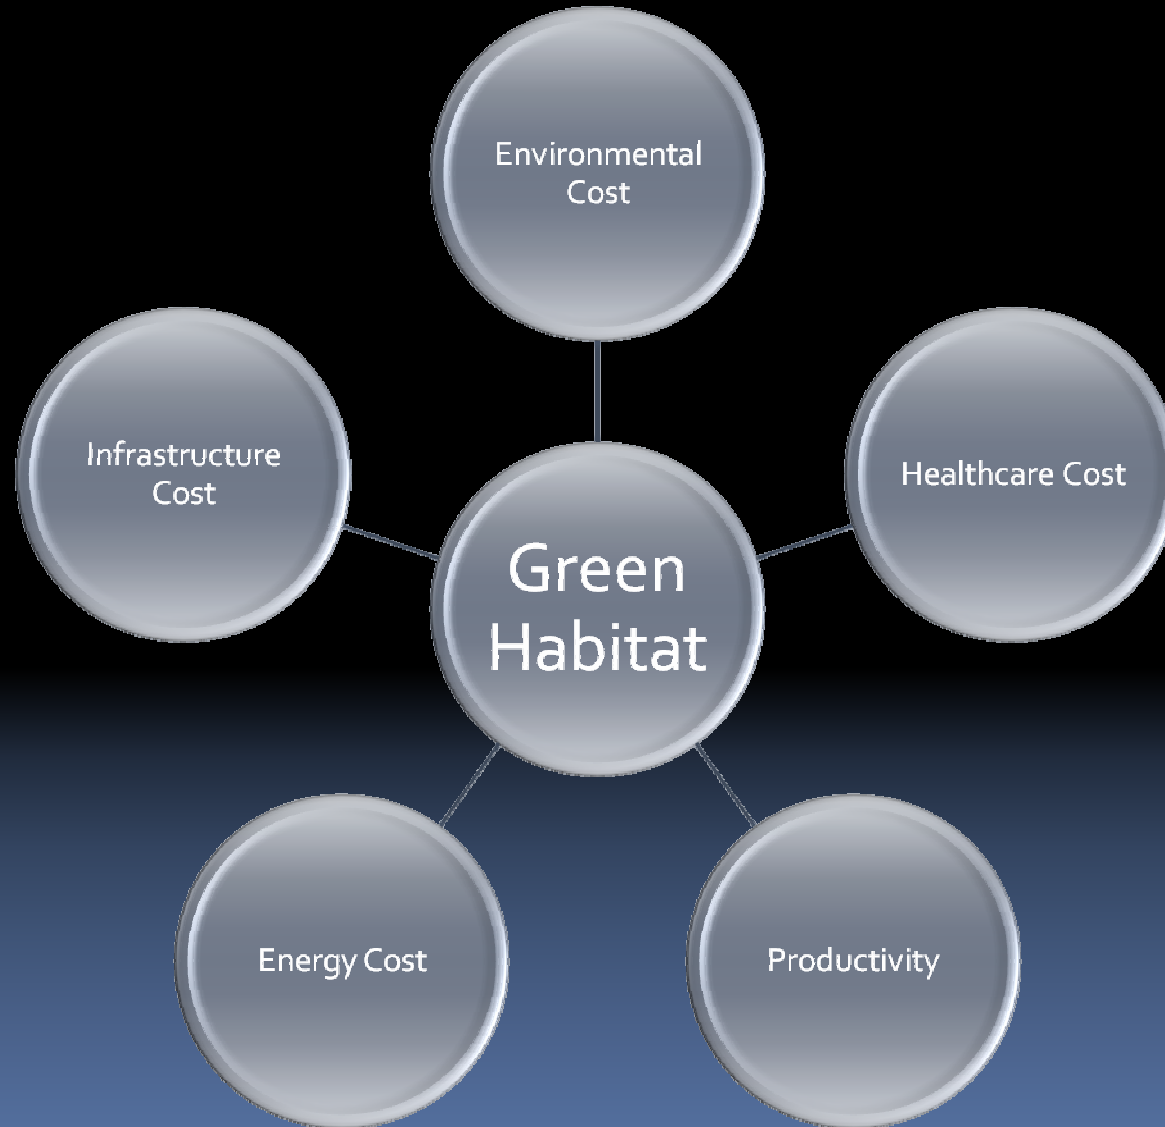 Environmental
Cost
Infrastructure
Cost
Healthcare Cost
Green
Habitat
Energy Cost
Productivity